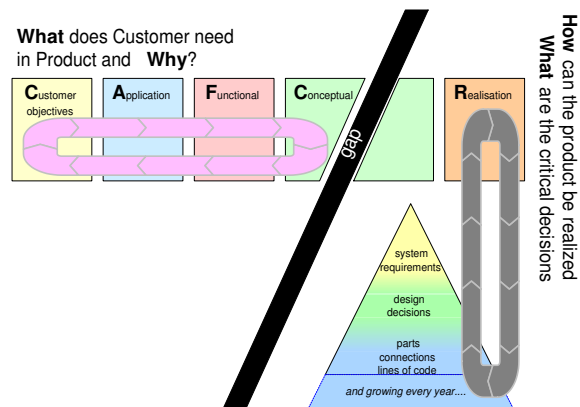 What does Customer need
in Product and Why?
Customer
objectives
Application
Functional
Conceptual
Realisation
gap
system
requirements
design
decisions
parts
connections
lines of code
and growing every year....
How can the product be realized
What are the critical decisions